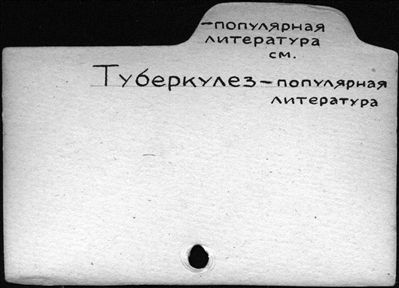 -популярная
литература
см.
Туберкулез-популярная
литература